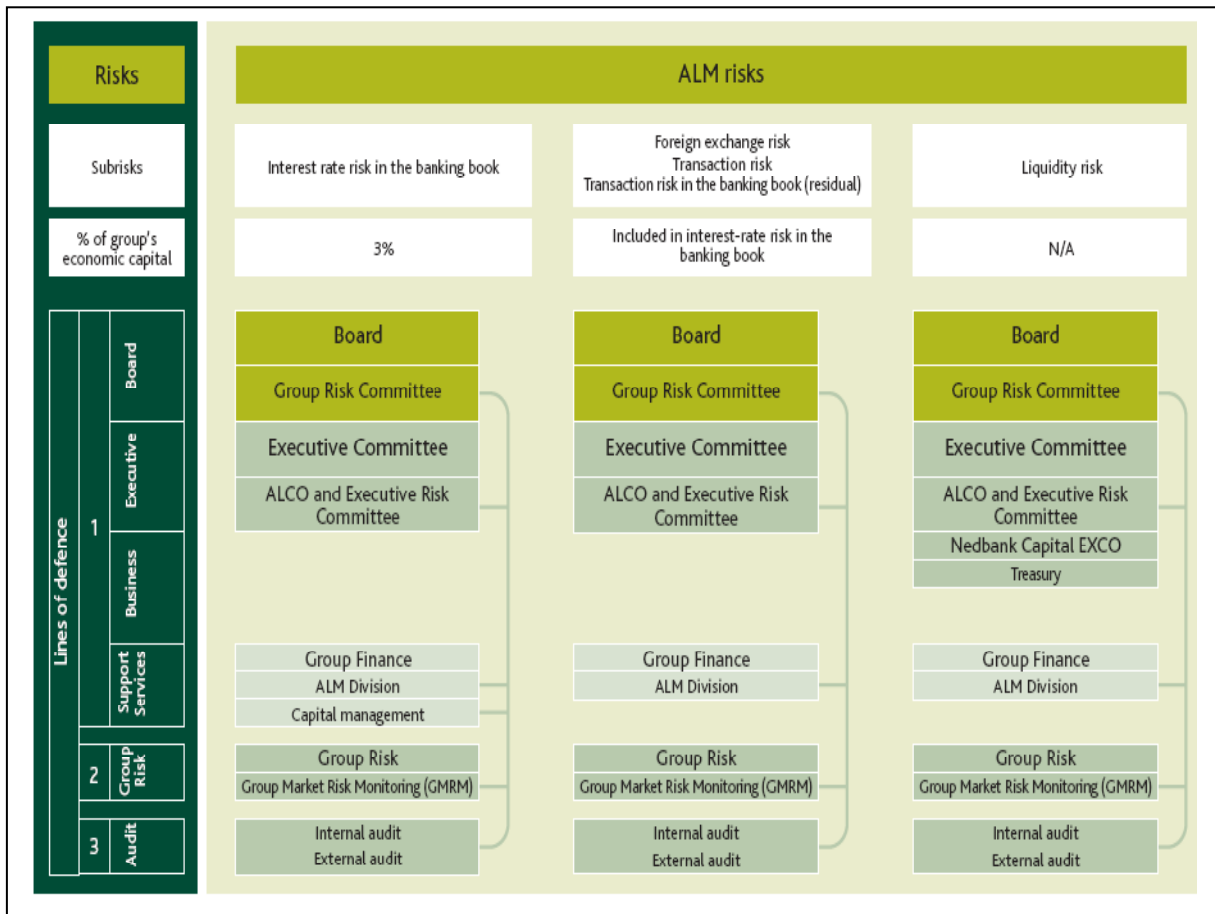 Risks
ALM risks
Subrisks
Interest rate risk in the banking book
Foreign exchange risk
Transaction risk
Transaction risk in the banking book (residual)
Liquidity risk
% of group's
economic capital
3%
Included in interest-rate risk in the
banking book
N/A
Lines of defence
1
Board
Executive
Business
Support
Services
2
Group
Risk
3
Audit
Board
Group Risk Committee
Executive Committee
ALCO and Executive Risk
Committee
Group Finance
ALM Division
Capital management
Group Risk
Group Market Risk Monitoring (GMRM)
Internal audit
External audit
Board
Group Risk Committee
Executive Committee
ALCO and Executive Risk
Committee
Group Finance
ALM Division
Group Risk
Group Market Risk Monitoring (GMRM)
Internal audit
External audit
Board
Group Risk Committee
Executive Committee
ALCO and Executive Risk
Committee
Nedbank Capital EXCO
Treasury
Group Finance
ALM Division
Group Risk
Group Market Risk Monitoring (GMRM)
Internal audit
External audit